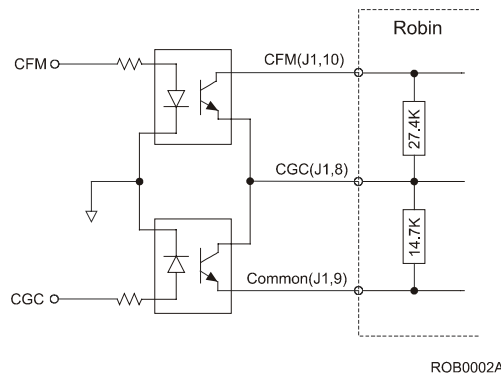 Robin
CFM
CFM(J1,10)
27.4K
CGC(J1,8)
14.7K
CGC
Common(J1,9)
ROB0002A